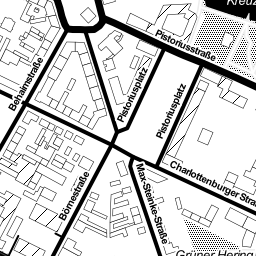 Kreuz
Pistoriusstraße
Behaimstraße
Pistoriusplatz
Pistoriusplatz
Charlottenburger Stra
Börnestraße
Max-Steinke-Straße
Grüner Hering